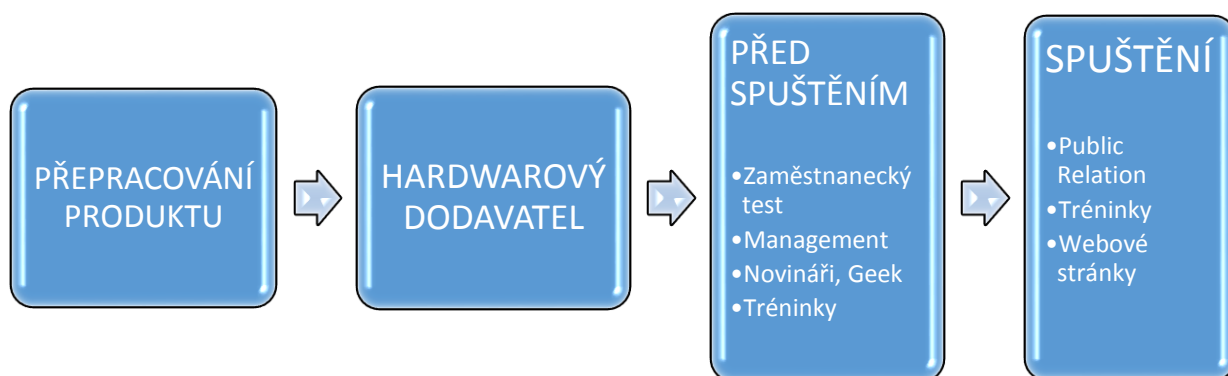 PŘEPRACOVÁNÍ
PRODUKTU
HARDWAROVÝ
DODAVATEL
PŘED
SPUŠTĚNÍM
•Zaměstnanecký
test
•Management
•Novináři, Geek
•Tréninky
SPUŠTĚNÍ
•Public
Relation
•Tréninky
•Webové
stránky